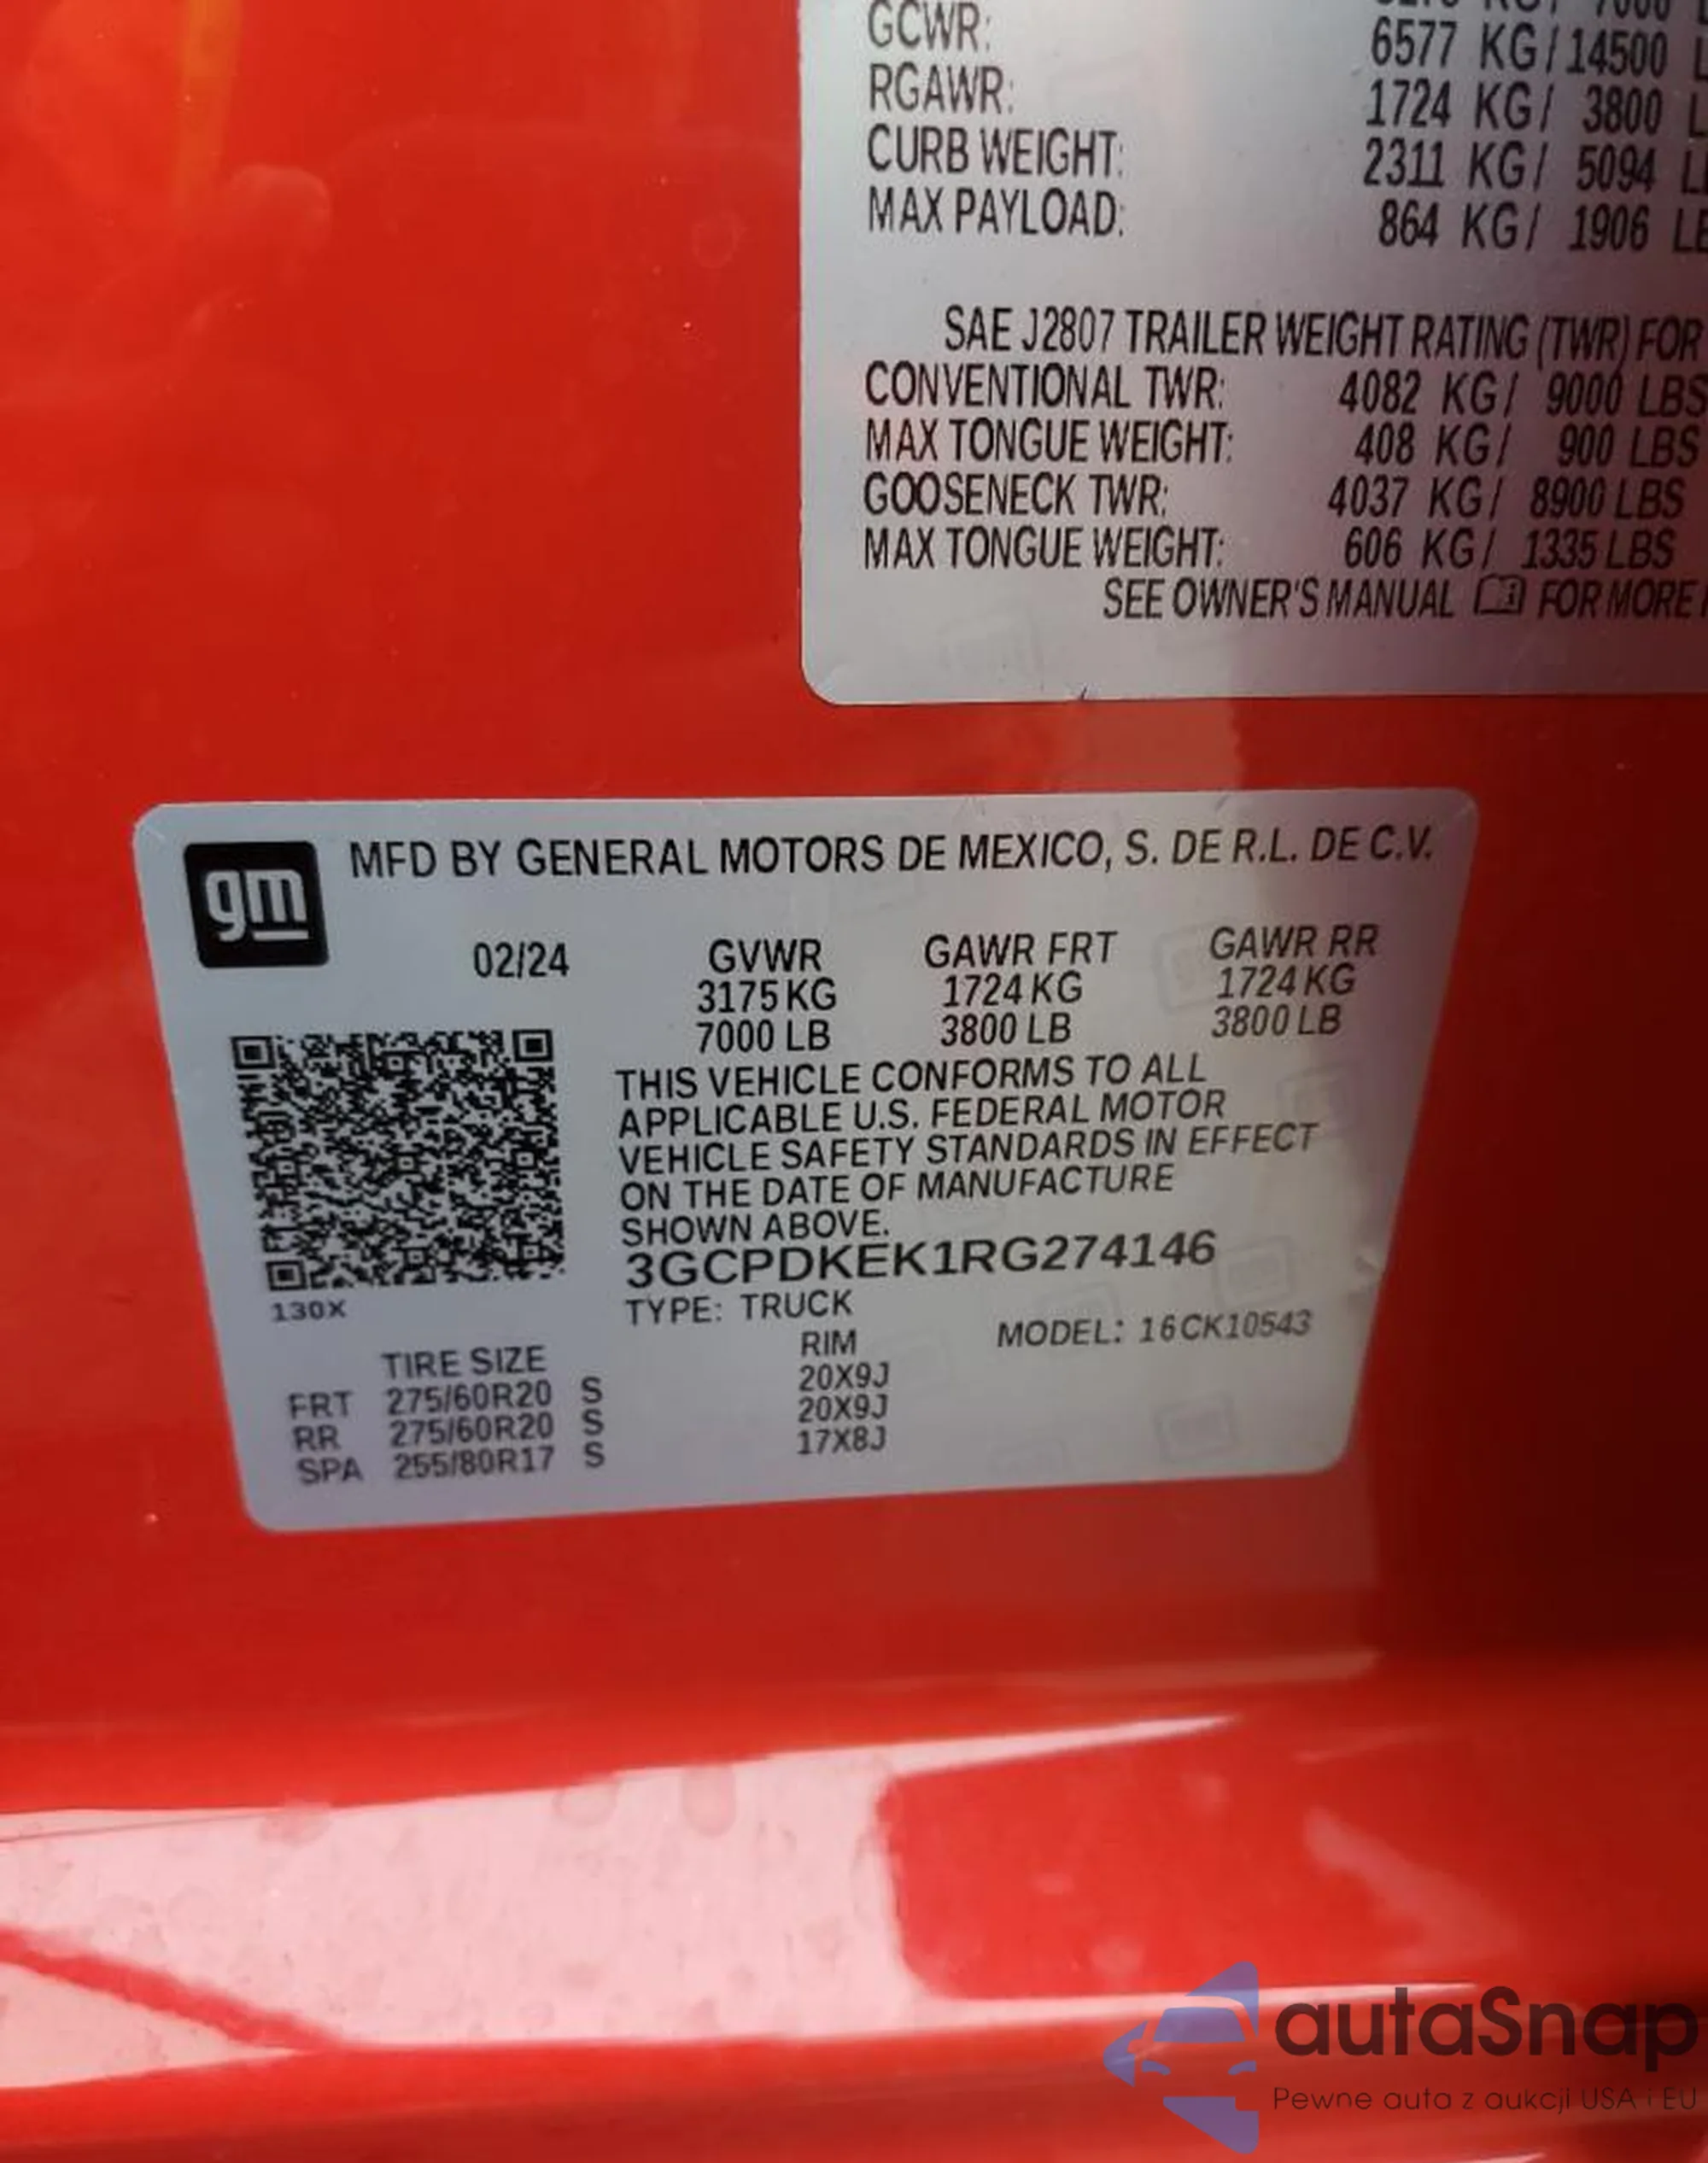 GCWR: 6577 KG/14500
RGAWR: 1724 KG/ 3800
CURB WEIGHT: 2311 KG/ 5094
MAX PAYLOAD: 864 KG/ 1906
SAE J2807 TRAILER WEIGHT RATING (TWR) FOR
CONVENTIONAL TWR: 4082 KG/ 9000 LBS
MAX TONGUE WEIGHT: 408 KG/ 900 LBS
GOOSENECK TWR: 4037 KG/ 8900 LBS
MAX TONGUE WEIGHT: 606 KG/ 1335 LBS
SEE OWNER'S MANUAL FOR MORE
gm MFD BY GENERAL MOTORS DE MEXICO, S. DE R.L. DE C.V.
02/24 GVWR GAWR FRT GAWR RR
3175 KG 1724 KG 1724 KG
7000 LB 3800 LB 3800 LB
THIS VEHICLE CONFORMS TO ALL
APPLICABLE U.S. FEDERAL MOTOR
VEHICLE SAFETY STANDARDS IN EFFECT
ON THE DATE OF MANUFACTURE
SHOWN ABOVE.
3GCPDKEK1RG274146
130X TYPE: TRUCK MODEL: 16CK10543
TIRE SIZE RIM
FRT 275/60R20 S 20X9J
RR 275/60R20 S 20X9J
SPA 255/80R17 S 17X8J
autaSnap
Pewne auta z aukcji USA i EU